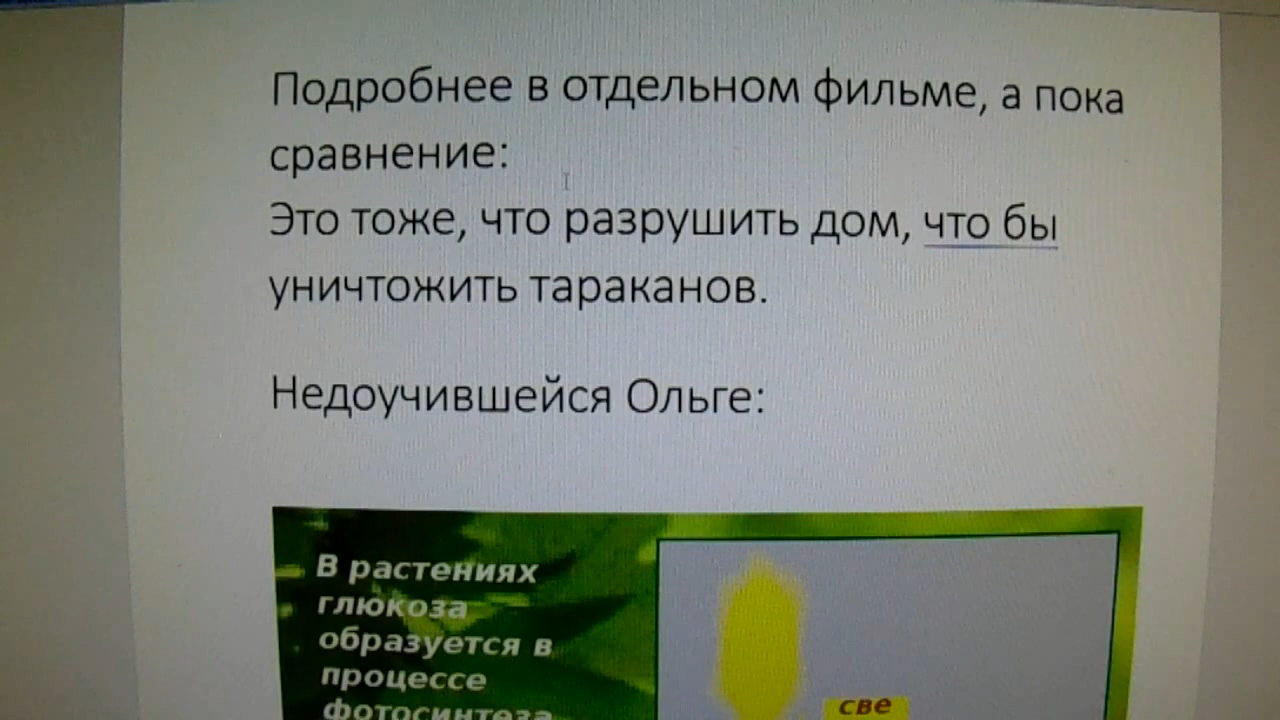 Подробнее в отдельном фильме, а пока
сравнение:
Это тоже, что разрушить дом, что бы
уничтожить тараканов.
Недоучившейся Ольге:
В растениях
глюкоза
образуется в
процессе
фотосинтеза
све